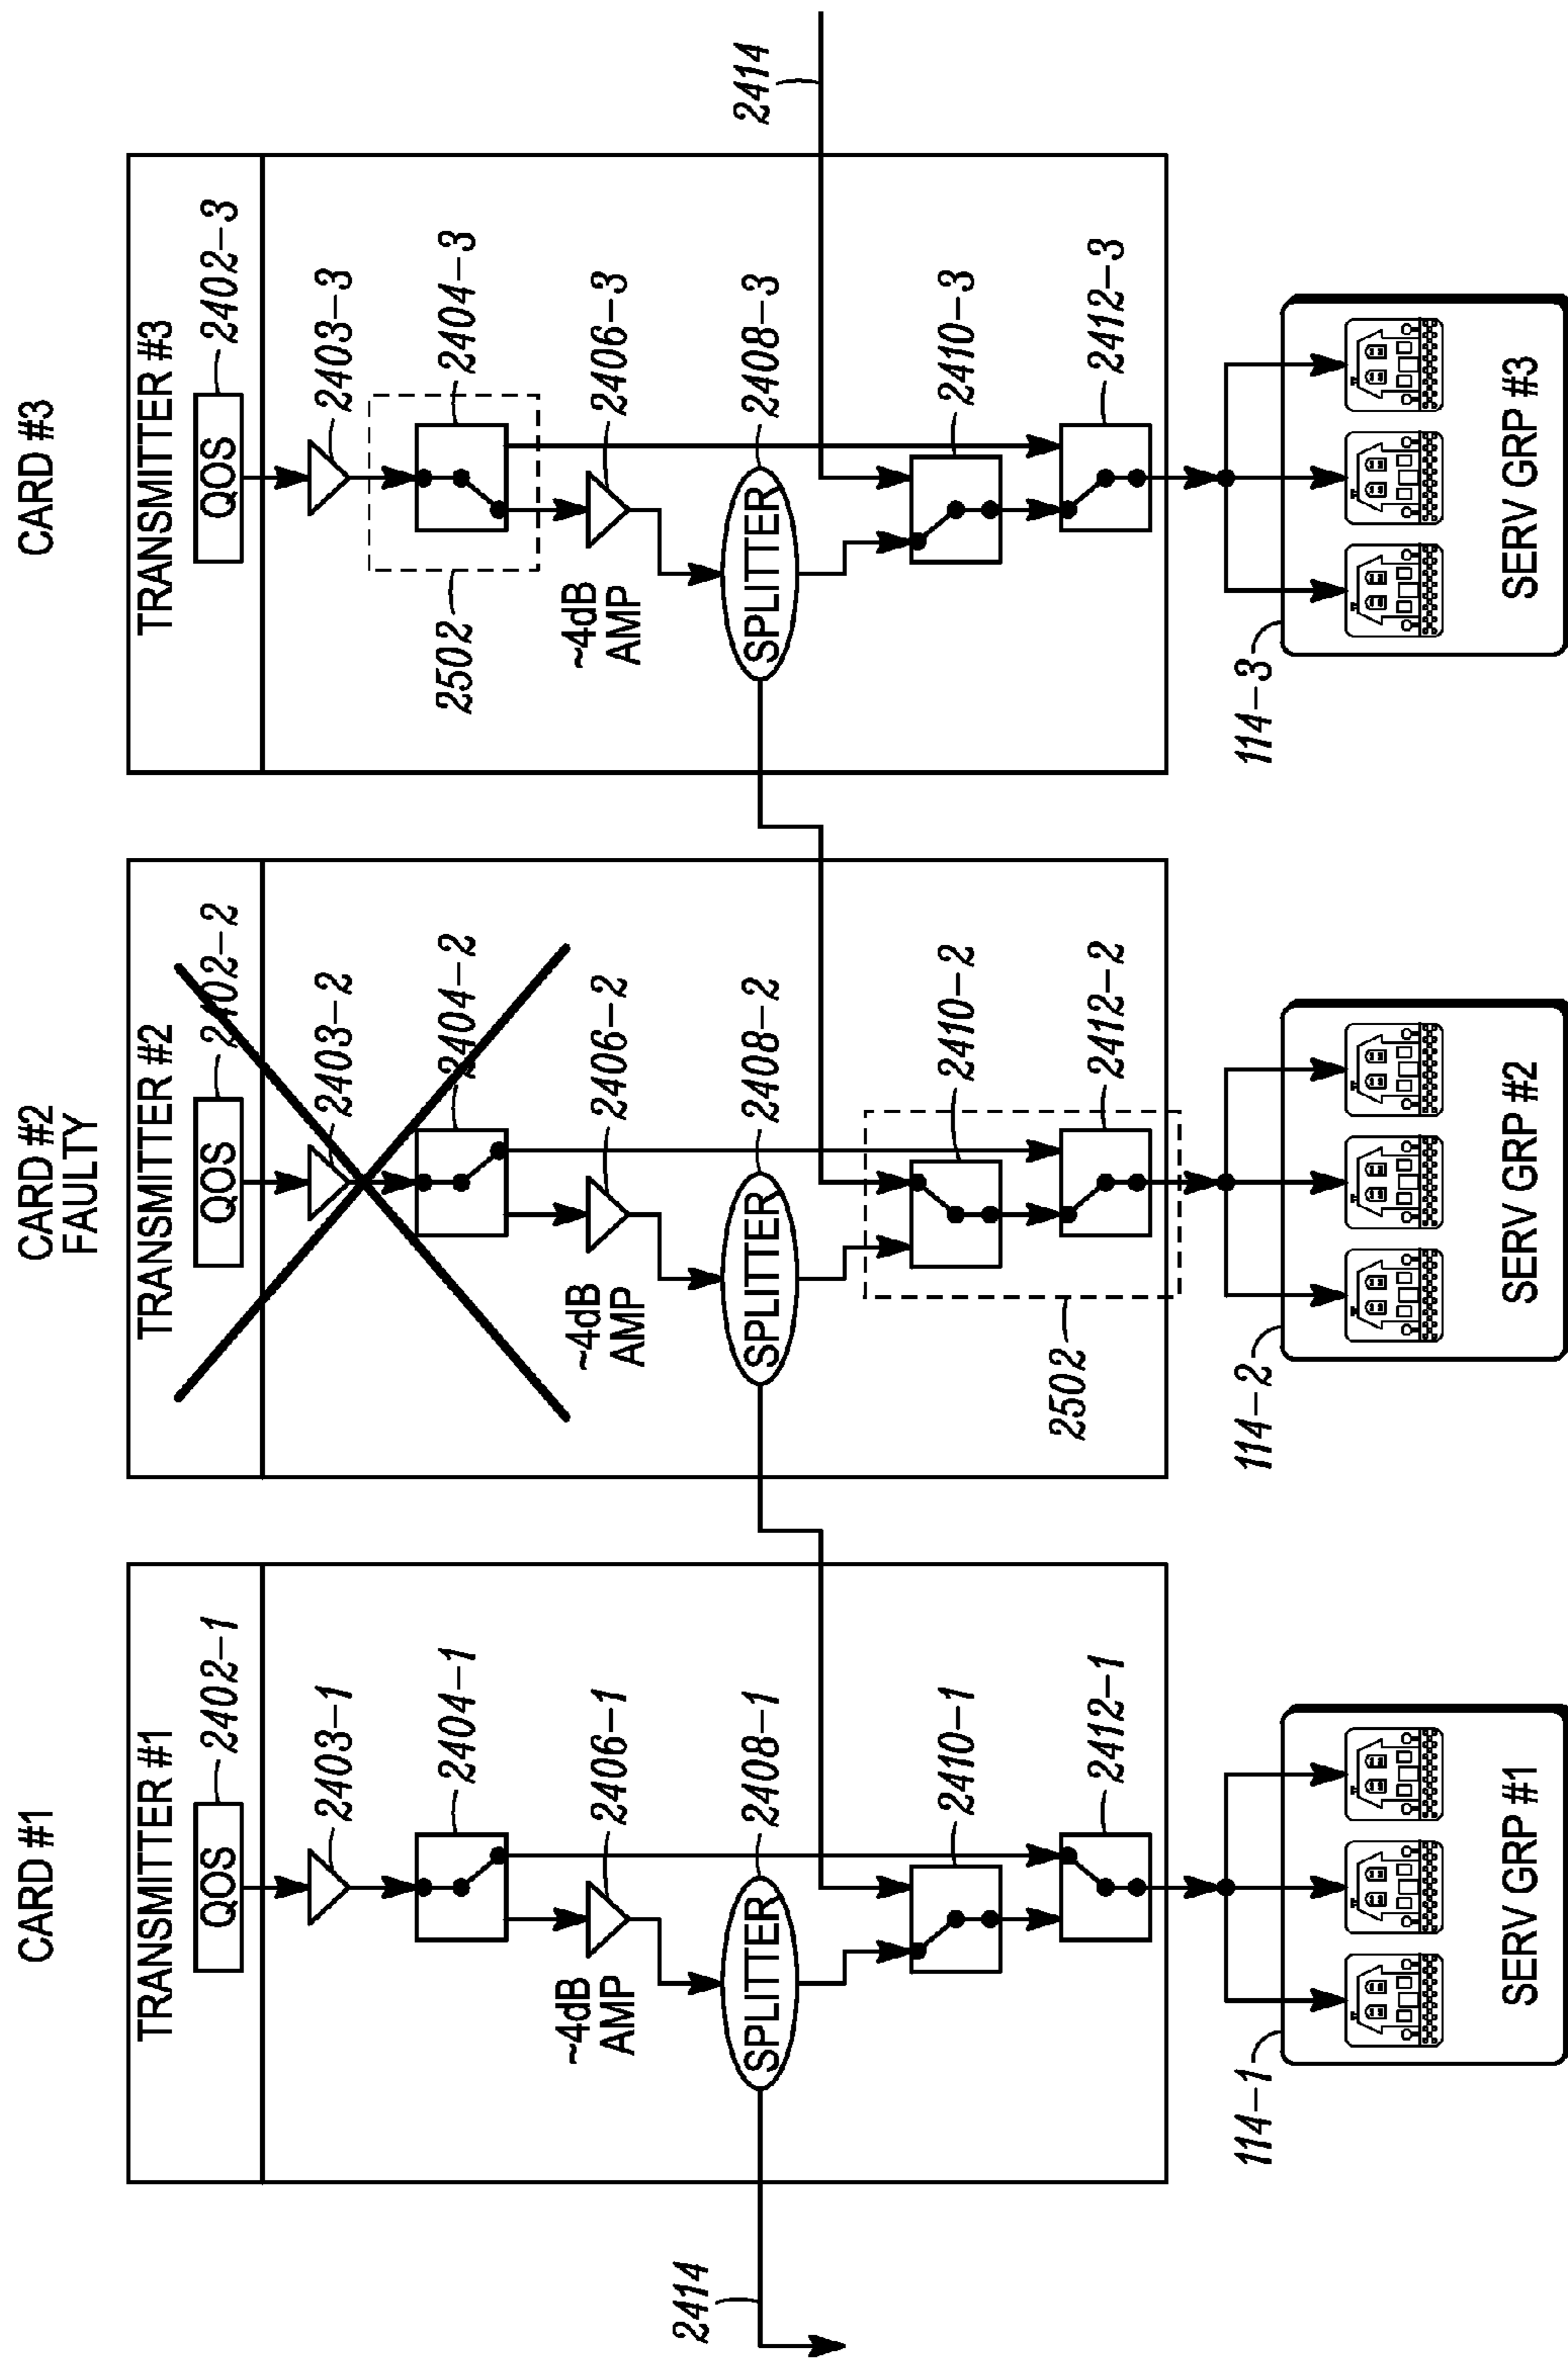 CARD #1
TRANSMITTER #1
QOS
2402-1
2403-1
2404-1
~4dB
AMP
2406-1
SPLITTER
2408-1
2410-1
2412-1
2414
114-1
SERV GRP #1
CARD #2
FAULTY
TRANSMITTER #2
QOS
2402-2
2403-2
2404-2
~4dB
AMP
2406-2
SPLITTER
2408-2
2410-2
2412-2
2502
114-2
SERV GRP #2
CARD #3
TRANSMITTER #3
QOS
2402-3
2403-3
2404-3
2502
~4dB
AMP
2406-3
SPLITTER
2408-3
2414
2410-3
2412-3
114-3
SERV GRP #3